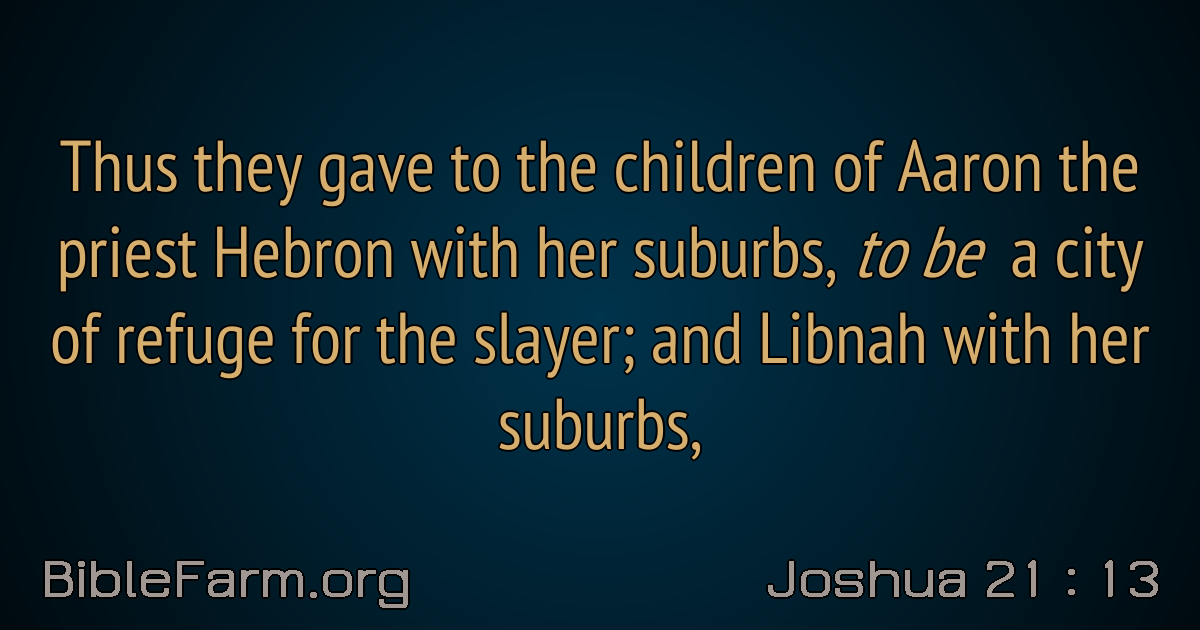 Thus they gave to the children of Aaron the
priest Hebron with her suburbs, to be a city
of refuge for the slayer; and Libnah with her
suburbs,
BibleFarm.org
Joshua 21 : 13